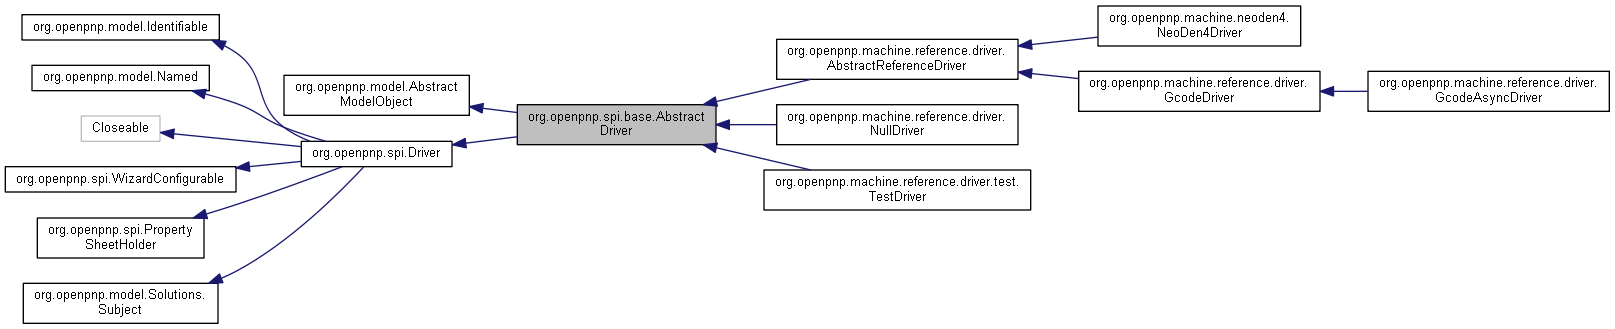 org.openpnp.model.Identifiable
org.openpnp.model.Named
Closeable
org.openpnp.spi.WizardConfigurable
org.openpnp.spi.Property
SheetHolder
org.openpnp.model.Solutions.
Subject
org.openpnp.model.Abstract
ModelObject
org.openpnp.spi.Driver
org.openpnp.spi.base.Abstract
Driver
org.openpnp.machine.reference.driver.
AbstractReferenceDriver
org.openpnp.machine.reference.driver.
NullDriver
org.openpnp.machine.reference.driver.test.
TestDriver
org.openpnp.machine.neoden4.
NeoDen4Driver
org.openpnp.machine.reference.driver.
GcodeDriver
org.openpnp.machine.reference.driver.
GcodeAsyncDriver